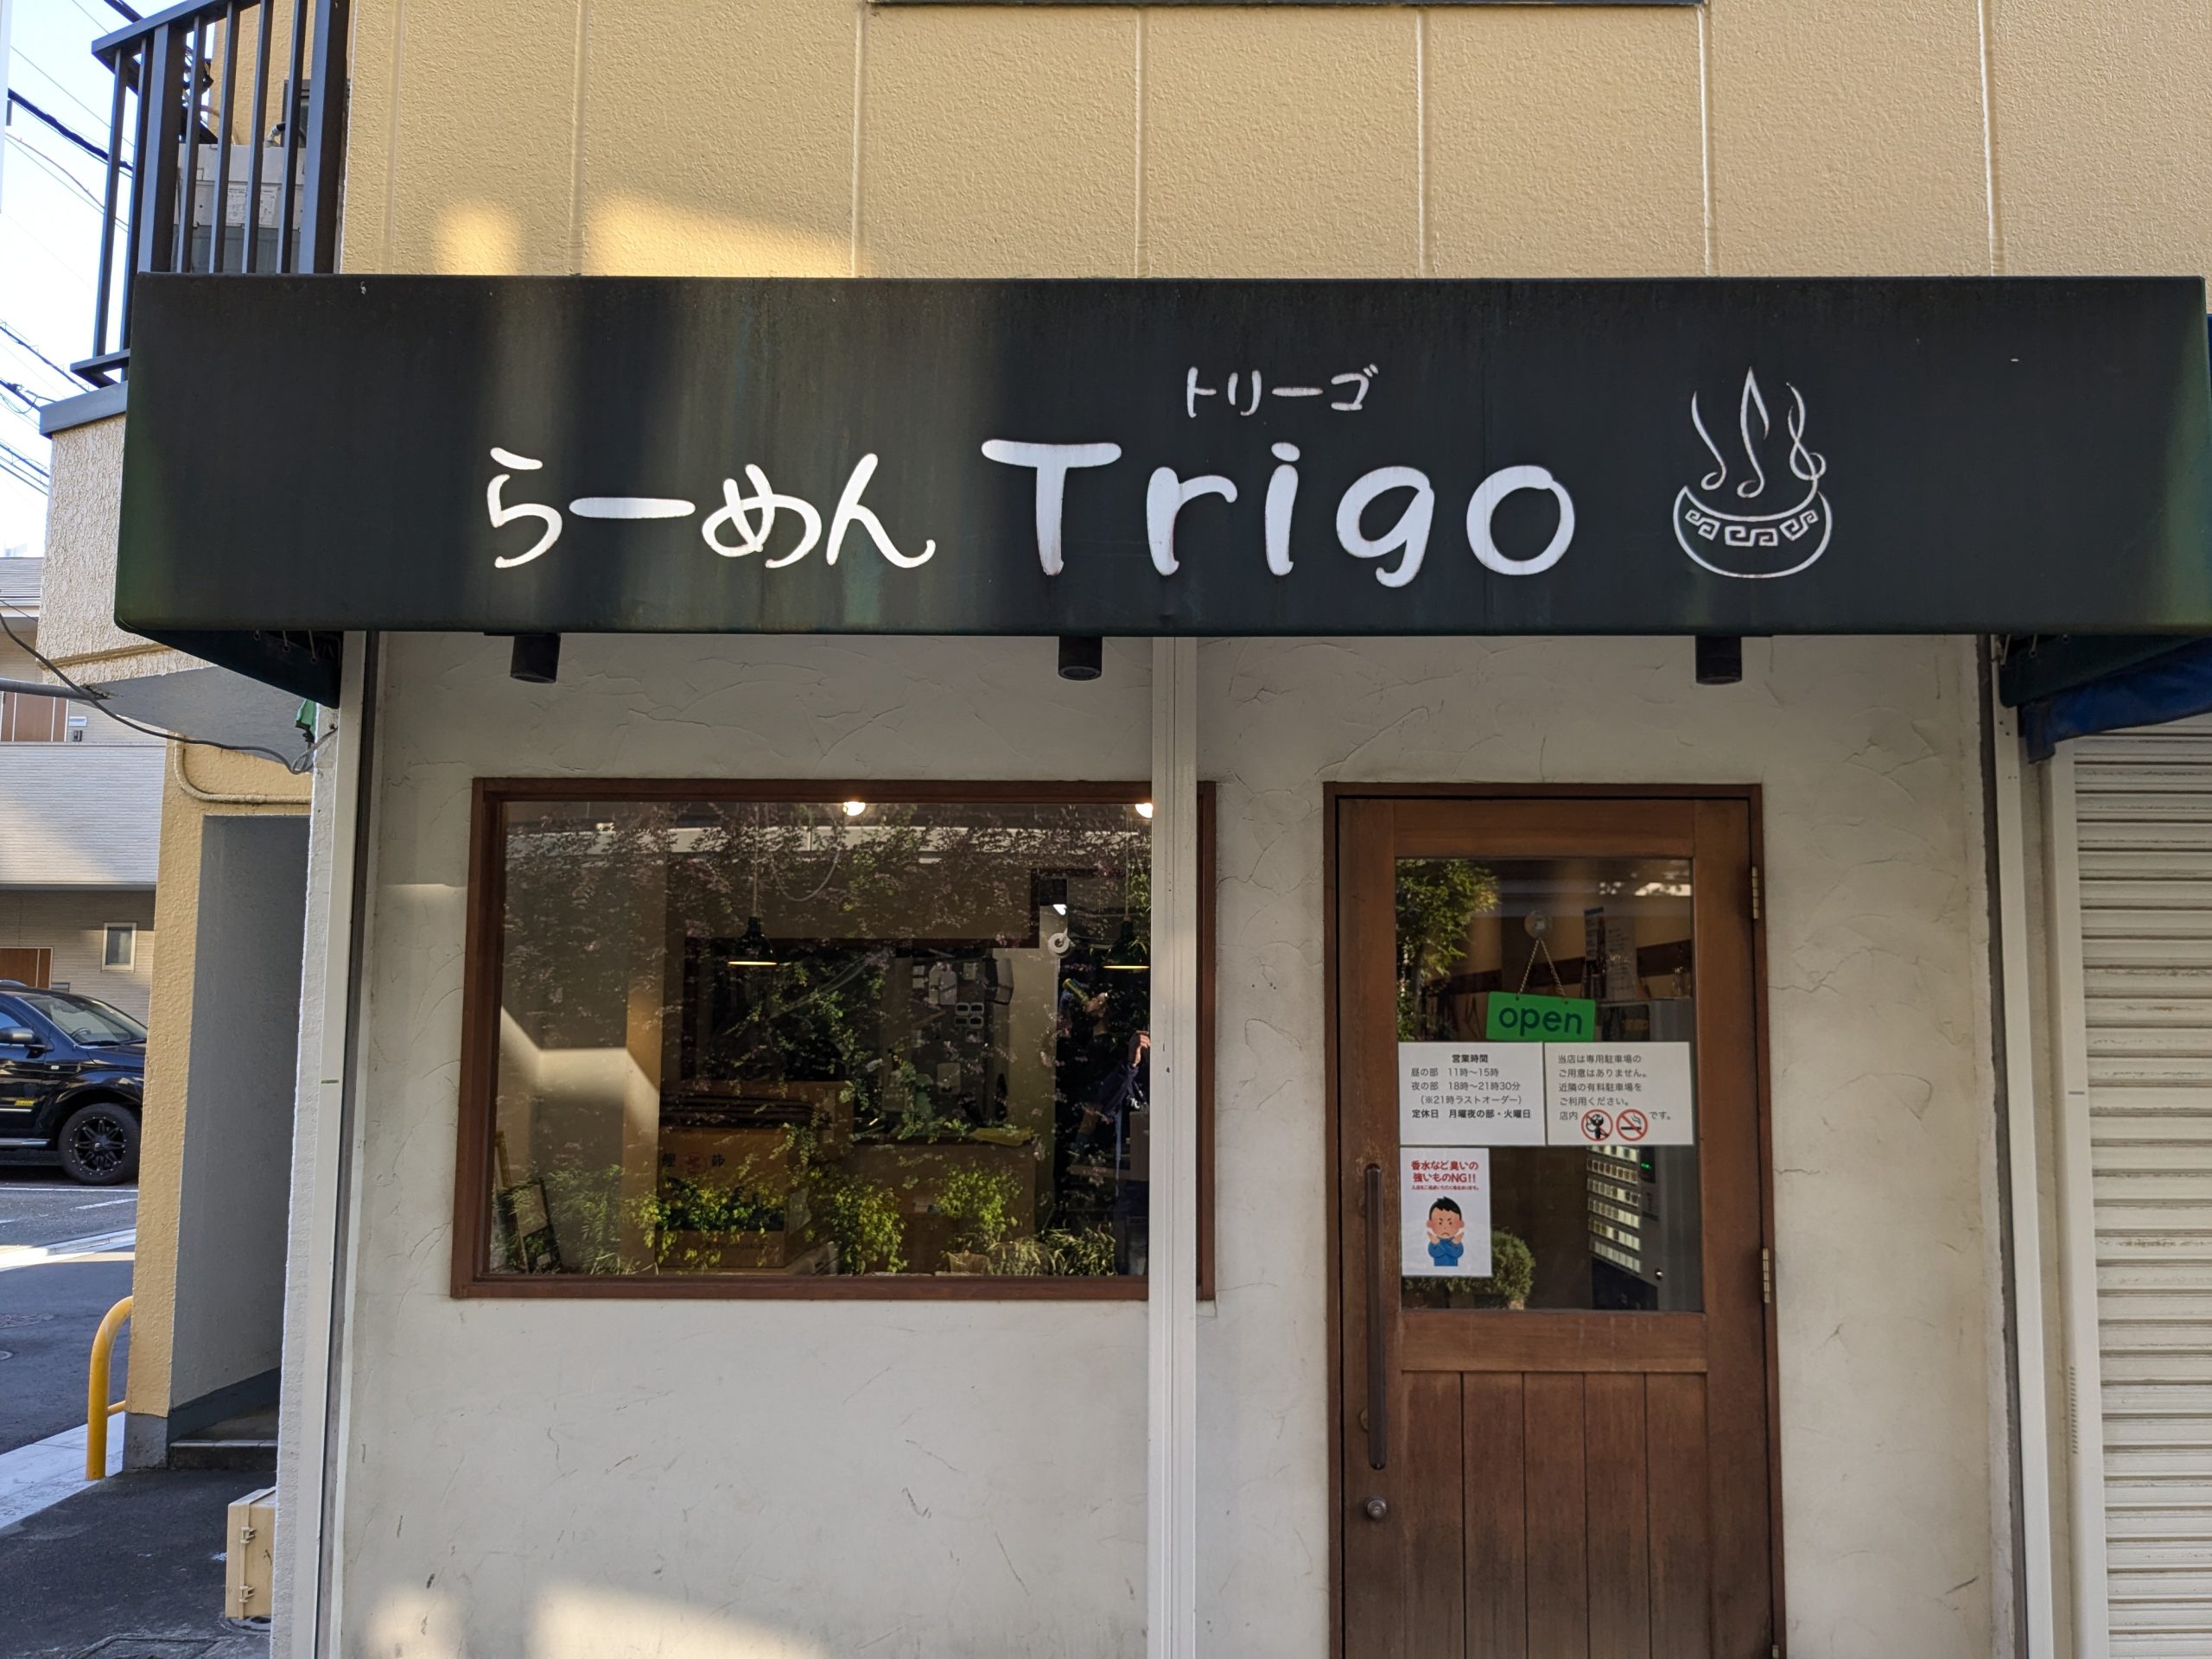 トリーゴ
らーめん Trigo
open
営業時間
昼の部 11時～15時
夜の部 18時～21時30分
（※21時ラストオーダー）
定休日 月曜夜の部・火曜日
当店は専用駐車場の
ご用意はありません。
近隣の有料駐車場を
ご利用ください。
店内 です。
香水など臭いの
強いものNG!!